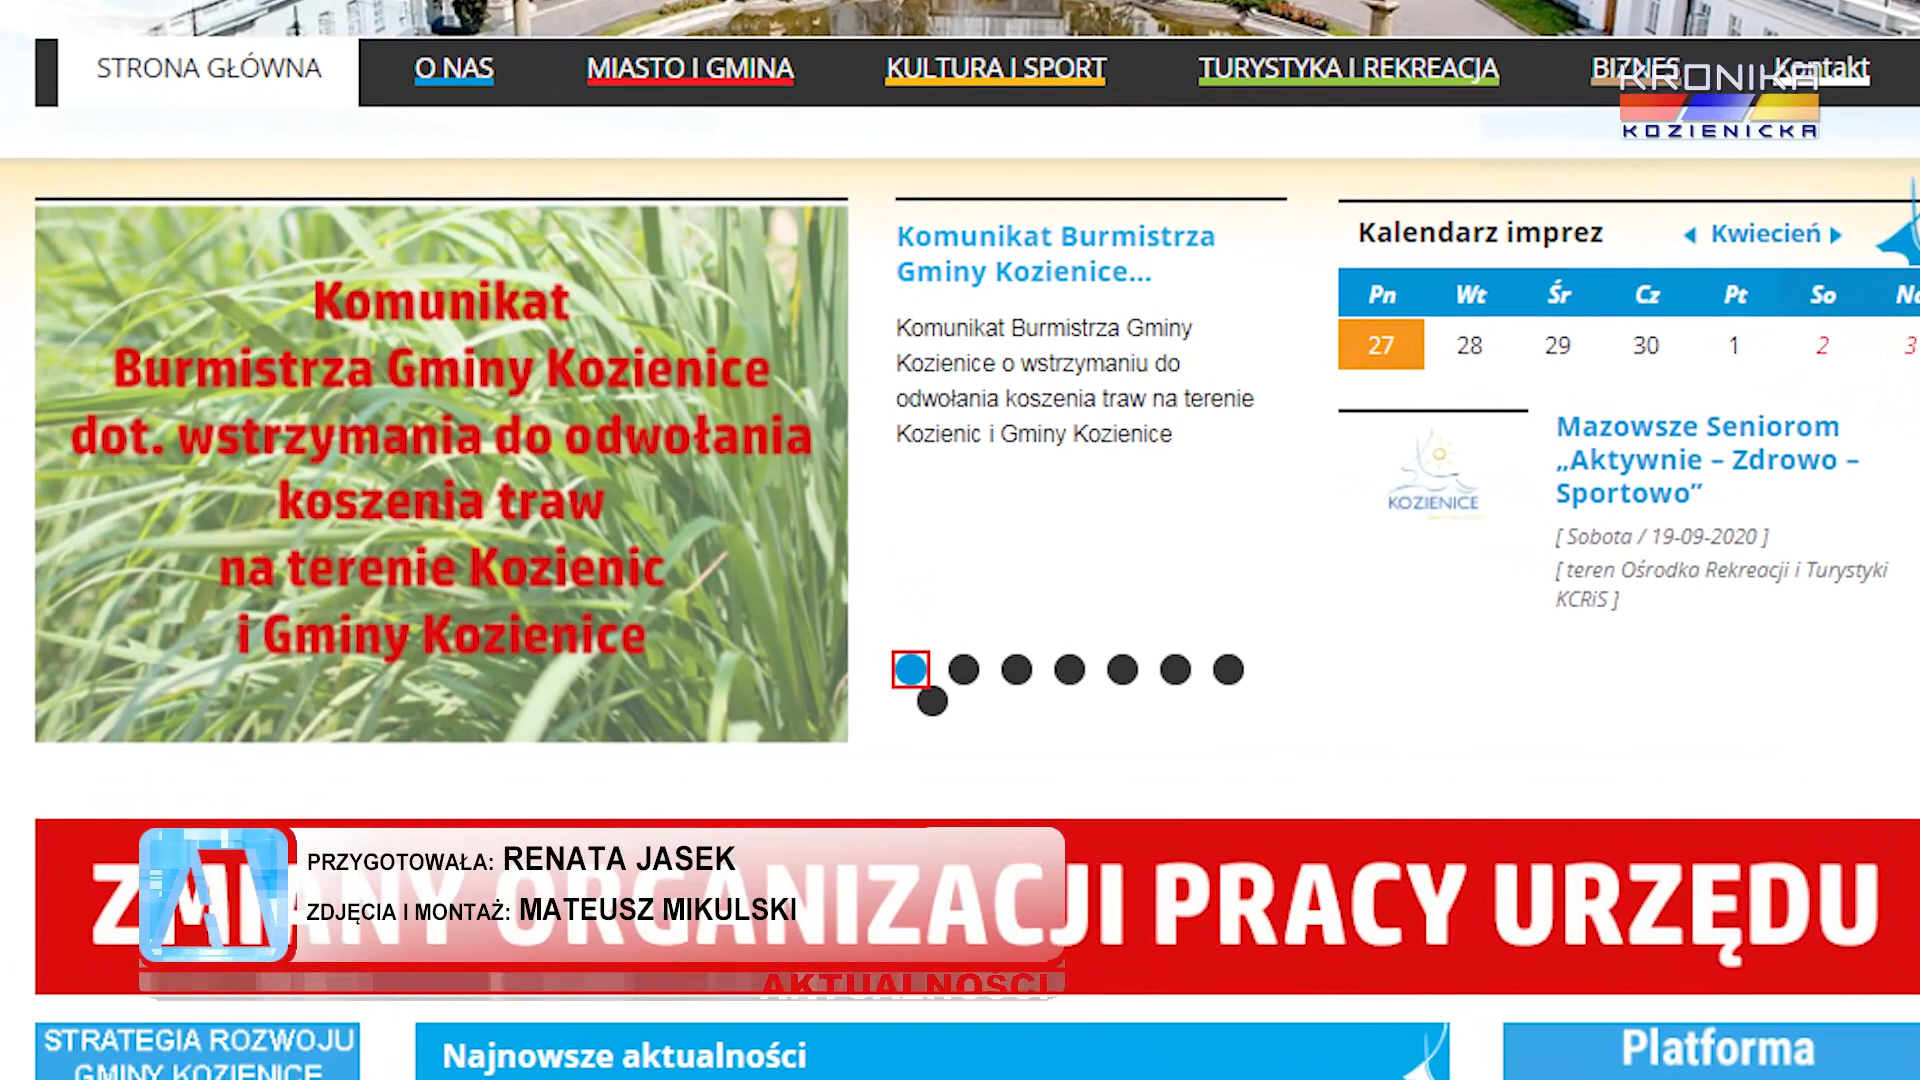 STRONA GŁÓWNA
O NAS
MIASTO I GMINA
KULTURA I SPORT
TURYSTYKA I REKREACJA
BIZNES
Kontakt
KRONIKA
KOZIENICKA
Komunikat
Burmistrza Gminy Kozienice
dot. wstrzymania do odwołania
koszenia traw
na terenie Kozienic
i Gminy Kozienice
Komunikat Burmistrza
Gminy Kozienice...
Komunikat Burmistrza Gminy
Kozienice o wstrzymaniu do
odwołania koszenia traw na terenie
Kozienic i Gminy Kozienice
Kalendarz imprez
Kwiecień
Pn Wt Śr Cz Pt So
27 28 29 30 1 2 3
KOZIENICE
Mazowsze Seniorom
„Aktywnie – Zdrowo –
Sportowo”
[ Sobota / 19-09-2020 ]
[ teren Ośrodka Rekreacji i Turystyki
KCRiS ]
ZMIANY ORGANIZACJI PRACY URZĘDU
PRZYGOTOWAŁA: RENATA JASEK
ZDJĘCIA I MONTAŻ: MATEUSZ MIKULSKI
AKTUALNOŚCI
STRATEGIA ROZWOJU
GMINY KOZIENICE
Najnowsze aktualności
Platforma